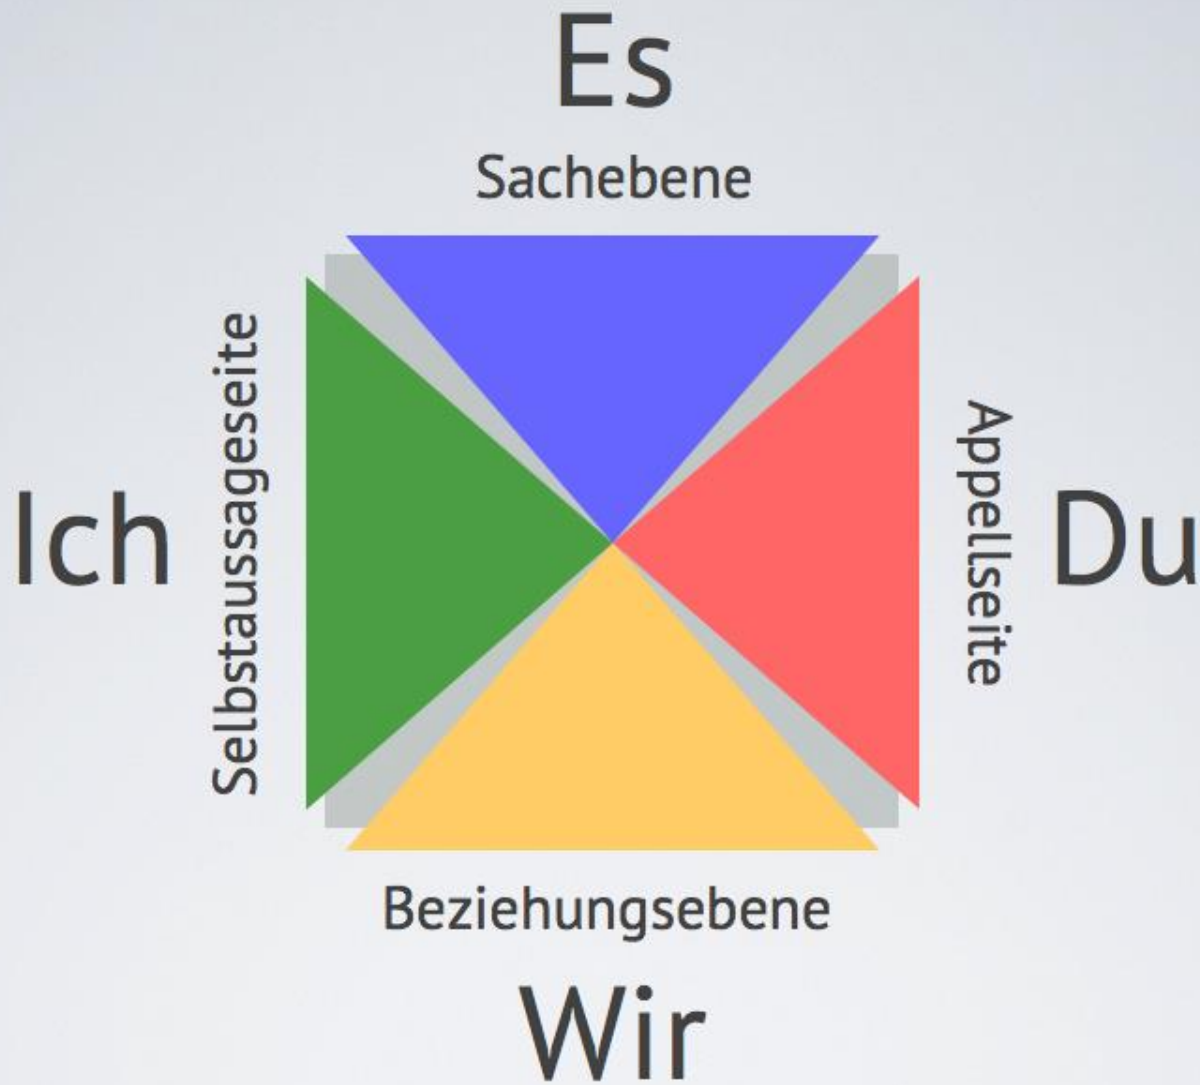 Es
Sachebene
Selbstaussageseite
Ich
Appellseite
Du
Beziehungsebene
Wir